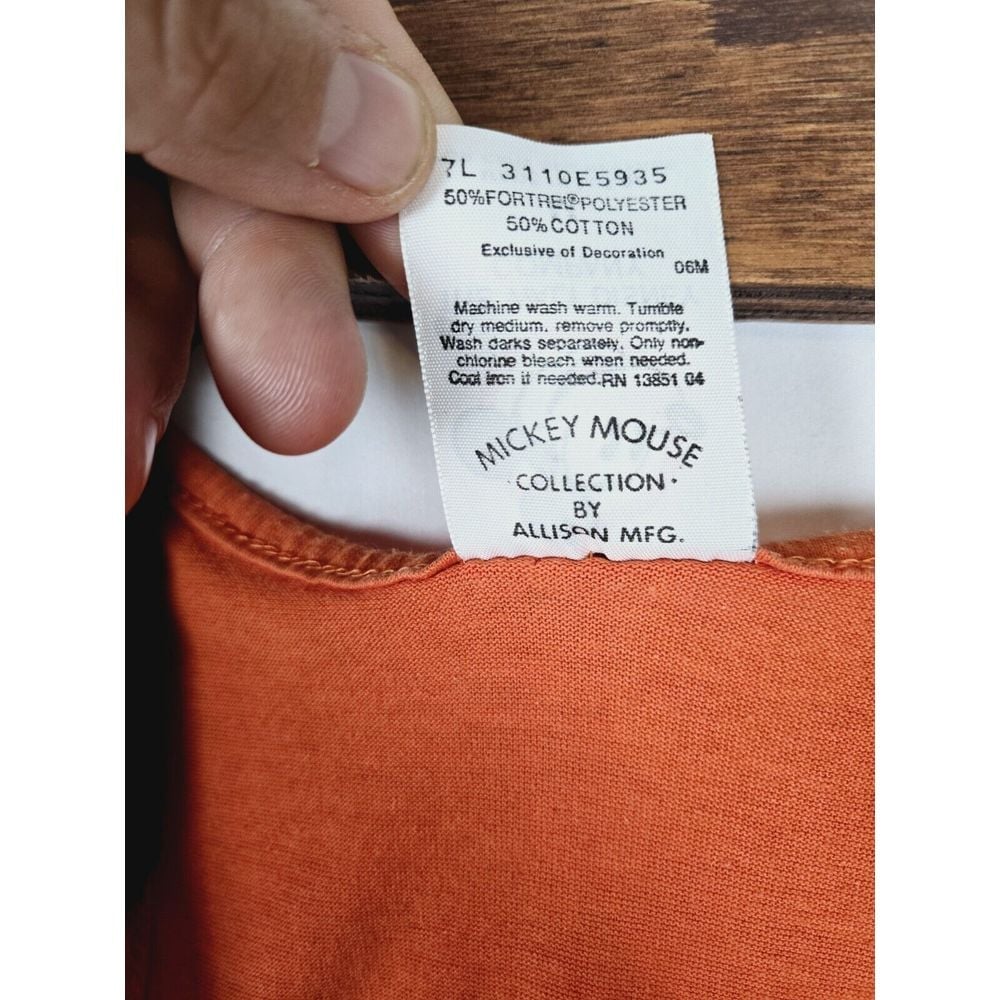 7L 3110E5935
50%FORTREL®POLYESTER
50%COTTON
Exclusive of Decoration
06M
Machine wash warm. Tumble
dry medium, remove promptly.
Wash darks separately. Only non-
chlorine bleach when needed.
Cool iron if needed.RN 13851 04
MICKEY MOUSE
·COLLECTION·
BY
ALLISON MFG.